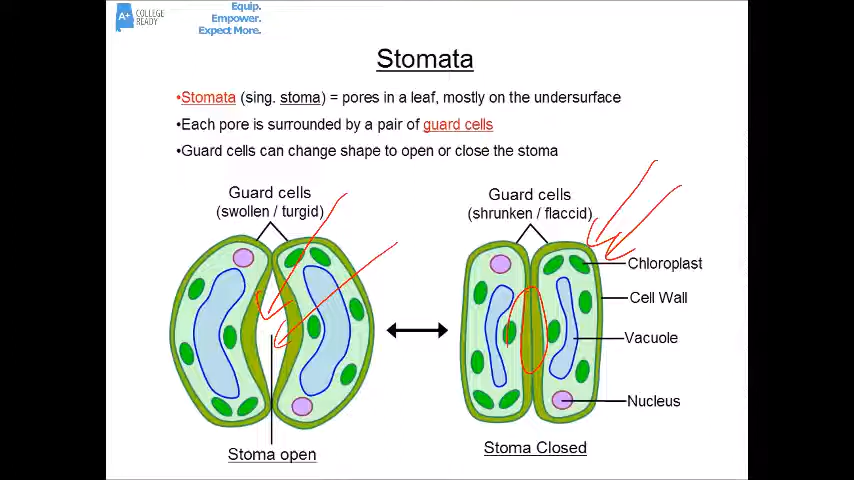 Equip.
A+ COLLEGE
READY
Empower.
Expect More.
Stomata
•Stomata (sing. stoma) = pores in a leaf, mostly on the undersurface
•Each pore is surrounded by a pair of guard cells
•Guard cells can change shape to open or close the stoma
Guard cells
(swollen / turgid)
Guard cells
(shrunken / flaccid)
Chloroplast
Cell Wall
Vacuole
Nucleus
Stoma open
Stoma Closed